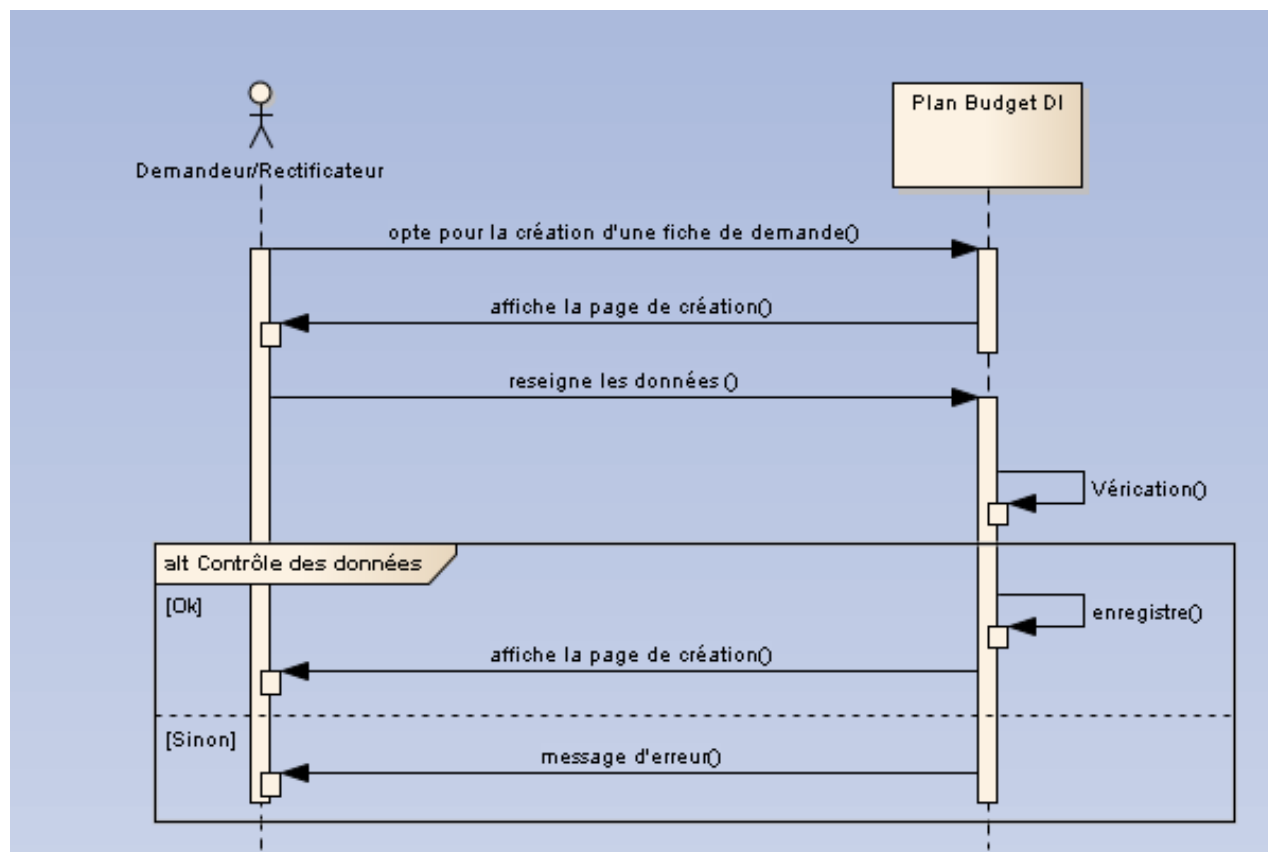 Plan Budget DI
Demandeur/Rectificateur
opte pour la création d'une fiche de demande()
affiche la page de création()
reseigne les données ()
Vérication()
alt Contrôle des données
[Ok]
enregistre()
affiche la page de création()
[Sinon]
message d'erreur()